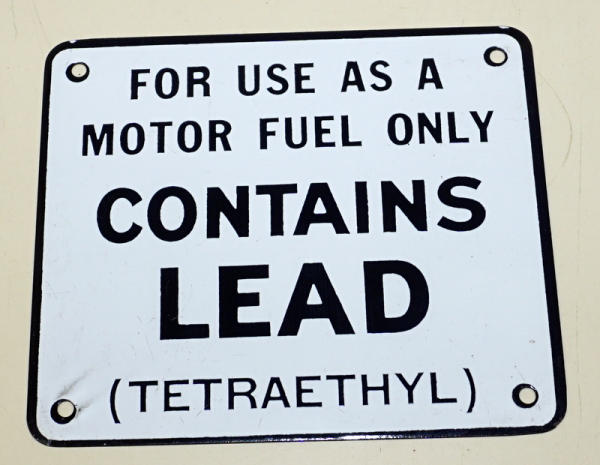 FOR USE AS A
MOTOR FUEL ONLY
CONTAINS
LEAD
(TETRAETHYL)